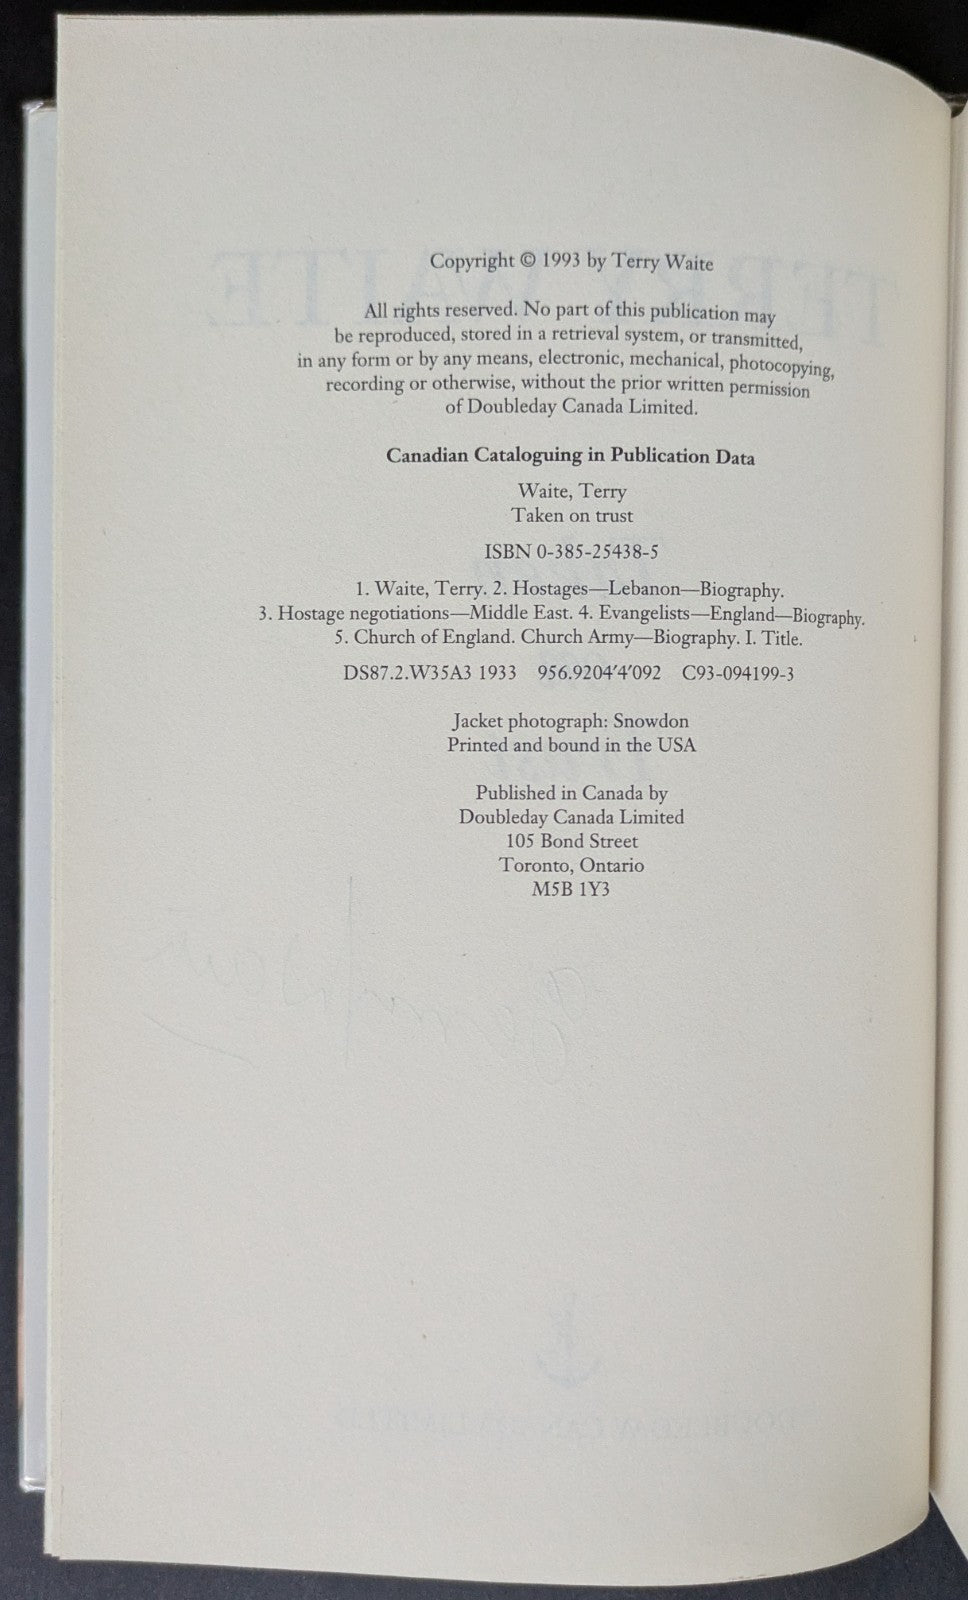 Copyright © 1993 by Terry Waite
All rights reserved. No part of this publication may
be reproduced, stored in a retrieval system, or transmitted,
in any form or by any means, electronic, mechanical, photocopying,
recording or otherwise, without the prior written permission
of Doubleday Canada Limited.
Canadian Cataloguing in Publication Data
Waite, Terry
Taken on trust
ISBN 0-385-25438-5
1. Waite, Terry. 2. Hostages—Lebanon—Biography.
3. Hostage negotiations—Middle East. 4. Evangelists—England—Biography.
5. Church of England. Church Army—Biography. I. Title.
DS87.2.W35A3 1933 956.9204′4′092 C93-094199-3
Jacket photograph: Snowdon
Printed and bound in the USA
Published in Canada by
Doubleday Canada Limited
105 Bond Street
Toronto, Ontario
M5B 1Y3